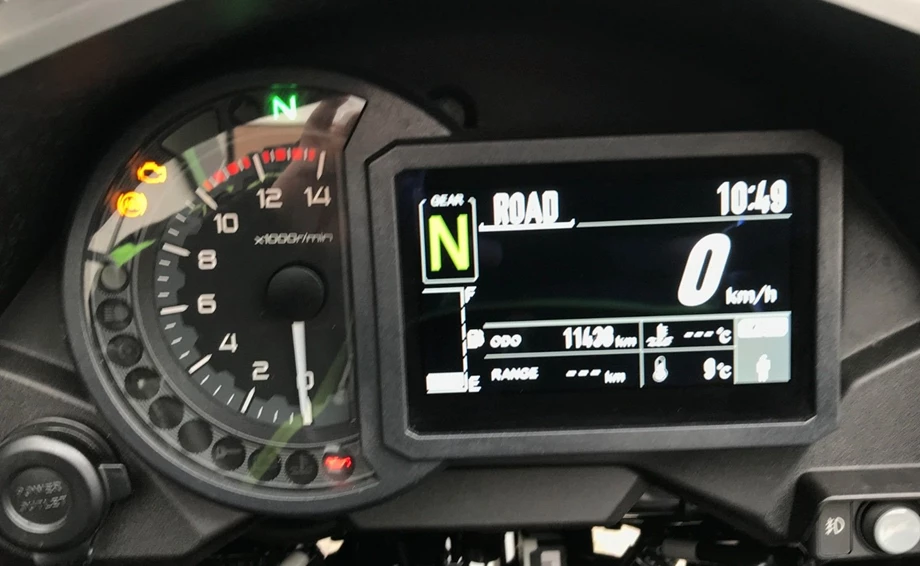 N
14
12
10
x1000r/min
8
6
4
2
0
GEAR
N
ROAD
10:49
0
km/h
F
E
ODO 11430 km
---°C
RANGE --- km
9°C
POWER
OUTLET